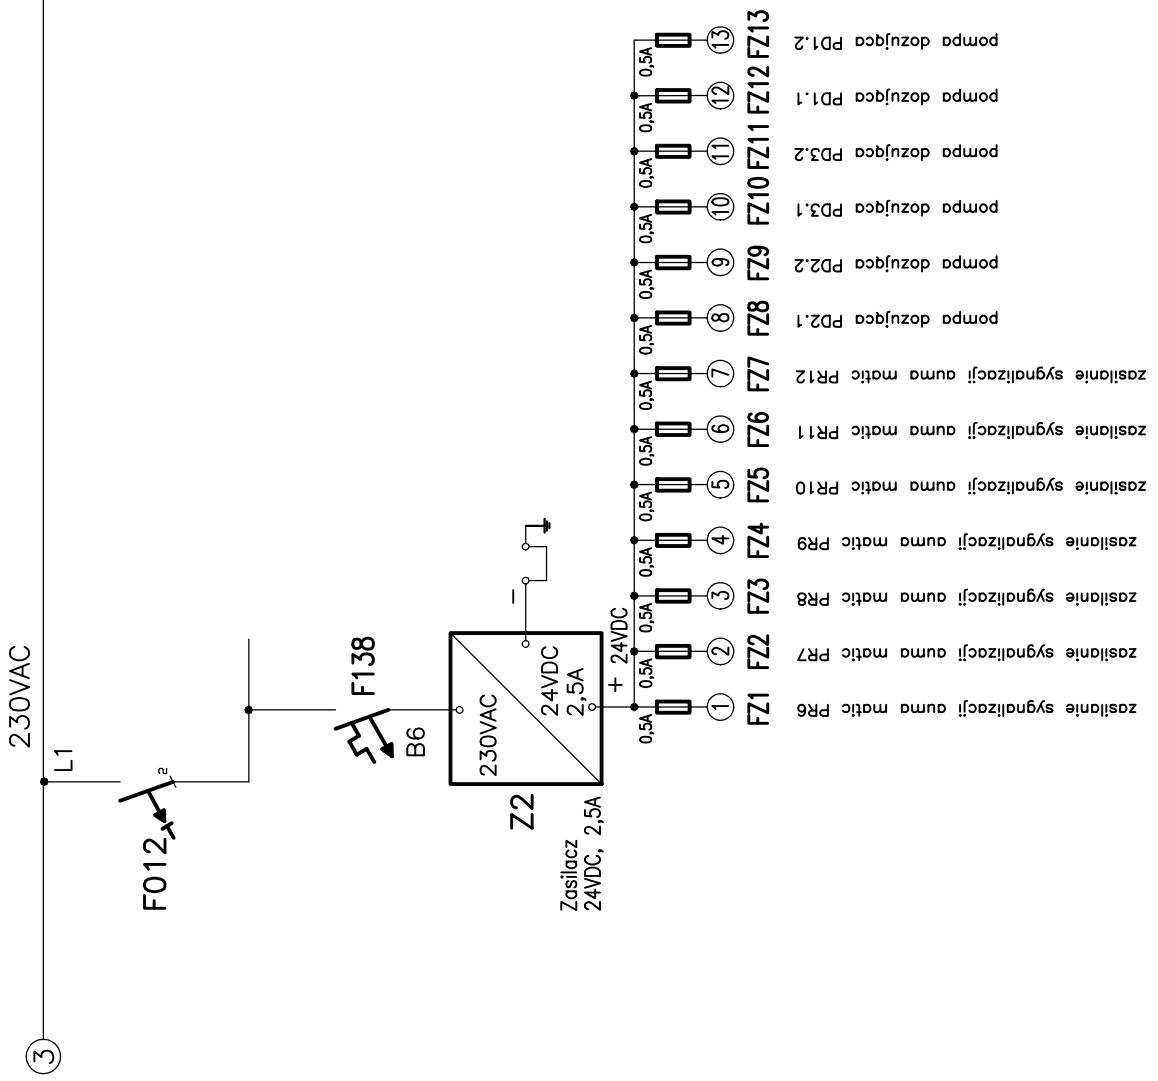 230VAC
L1
3
2
F012
F138
B6
230VAC
24VDC
2,5A
–
+ 24VDC
Z2
Zasilacz
24VDC, 2,5A
0,5A 1 FZ1 zasilanie sygnalizacji auma matic PR6
0,5A 2 FZ2 zasilanie sygnalizacji auma matic PR7
0,5A 3 FZ3 zasilanie sygnalizacji auma matic PR8
0,5A 4 FZ4 zasilanie sygnalizacji auma matic PR9
0,5A 5 FZ5 zasilanie sygnalizacji auma matic PR10
0,5A 6 FZ6 zasilanie sygnalizacji auma matic PR11
0,5A 7 FZ7 zasilanie sygnalizacji auma matic PR12
0,5A 8 FZ8 pompa dozująca PD2.1
0,5A 9 FZ9 pompa dozująca PD2.2
0,5A 10 FZ10 pompa dozująca PD3.1
0,5A 11 FZ11 pompa dozująca PD3.2
0,5A 12 FZ12 pompa dozująca PD1.1
0,5A 13 FZ13 pompa dozująca PD1.2